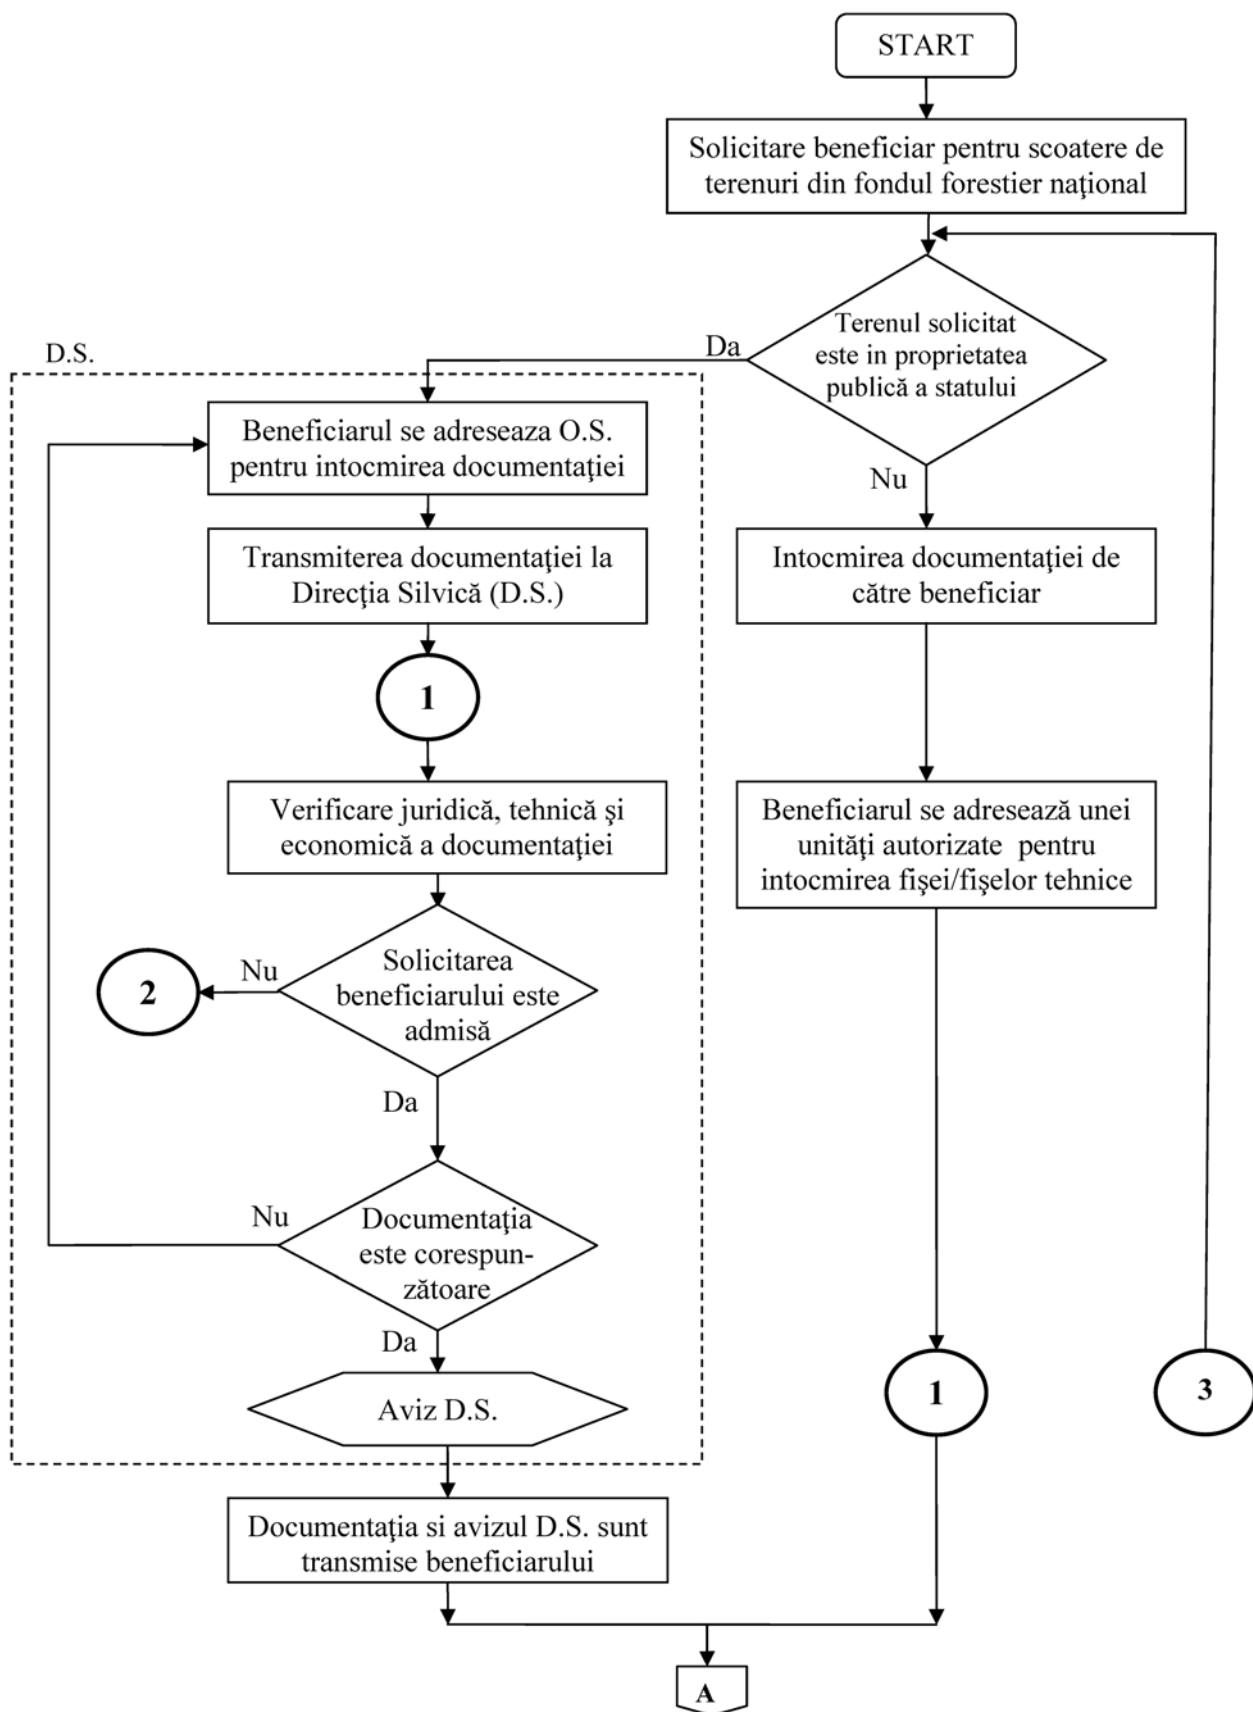 START
Solicitare beneficiar pentru scoatere de
terenuri din fondul forestier naţional
Terenul solicitat
este in proprietatea
publică a statului
Da
D.S.
Nu
Beneficiarul se adreseaza O.S.
pentru intocmirea documentaţiei
Transmiterea documentaţiei la
Direcţia Silvică (D.S.)
Intocmirea documentaţiei de
către beneficiar
1
Verificare juridică, tehnică şi
economică a documentaţiei
Beneficiarul se adresează unei
unităţi autorizate pentru
intocmirea fişei/fişelor tehnice
Solicitarea
beneficiarului este
admisă
Nu
2
Da
Documentaţia
este corespun-
zătoare
Nu
Da
Aviz D.S.
1
3
Documentaţia si avizul D.S. sunt
transmise beneficiarului
A